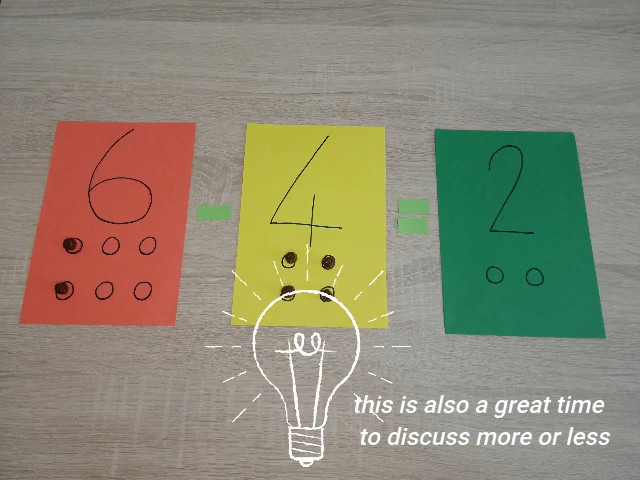 6 - 4 = 2
this is also a great time
to discuss more or less